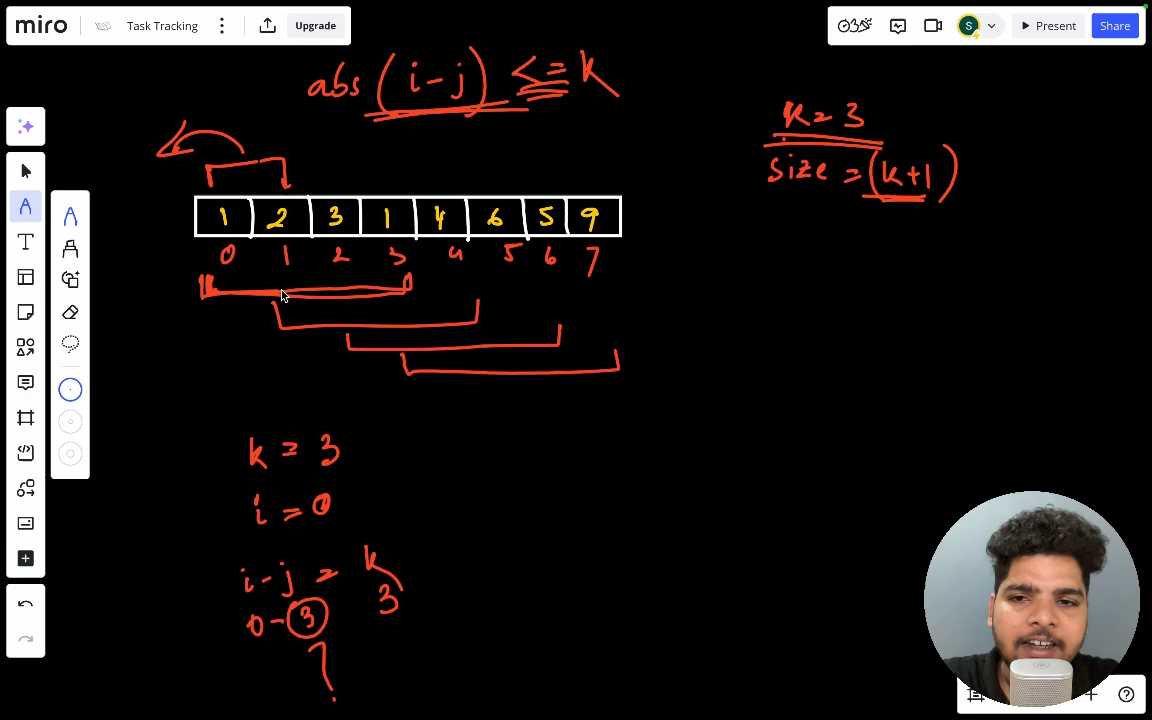 miro Task Tracking Upgrade
Present Share
abs (i-j) <= k
k = 3
size = (k+1)
1 2 3 1 4 6 5 9
0 1 2 3 4 5 6 7
k = 3
i = 0
i-j = k
0-3 3
?